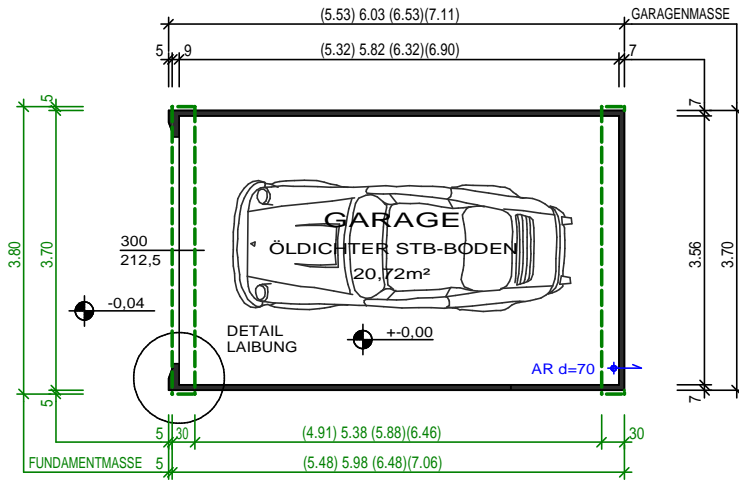 (5.53) 6.03 (6.53)(7.11)
GARAGENMASSE
5
9
(5.32) 5.82 (6.32)(6.90)
7
5
7
3.80
3.70
3.56
3.70
300
212,5
GARAGE
ÖLDICHTER STB-BODEN
20,72m²
-0,04
+-0,00
DETAIL
LAIBUNG
AR d=70
5
7
5
30
(4.91) 5.38 (5.88)(6.46)
30
FUNDAMENTMASSE
5
(5.48) 5.98 (6.48)(7.06)